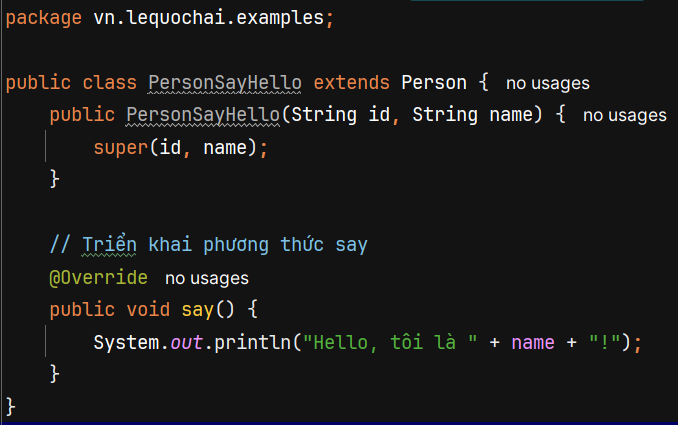 package vn.lequochai.examples;
public class PersonSayHello extends Person { no usages
public PersonSayHello(String id, String name) { no usages
super(id, name);
}
// Triển khai phương thức say
@Override no usages
public void say() {
System.out.println("Hello, tôi là " + name + "!");
}
}